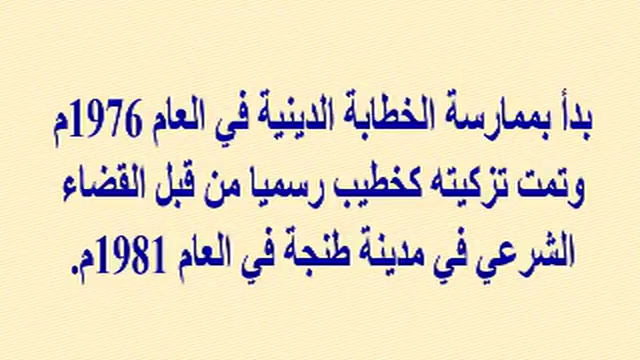 بدأ بممارسة الخطابة الدينية في العام 1976م
وتمت تزكيته كخطيب رسميا من قبل القضاء
الشرعي في مدينة طنجة في العام 1981م.